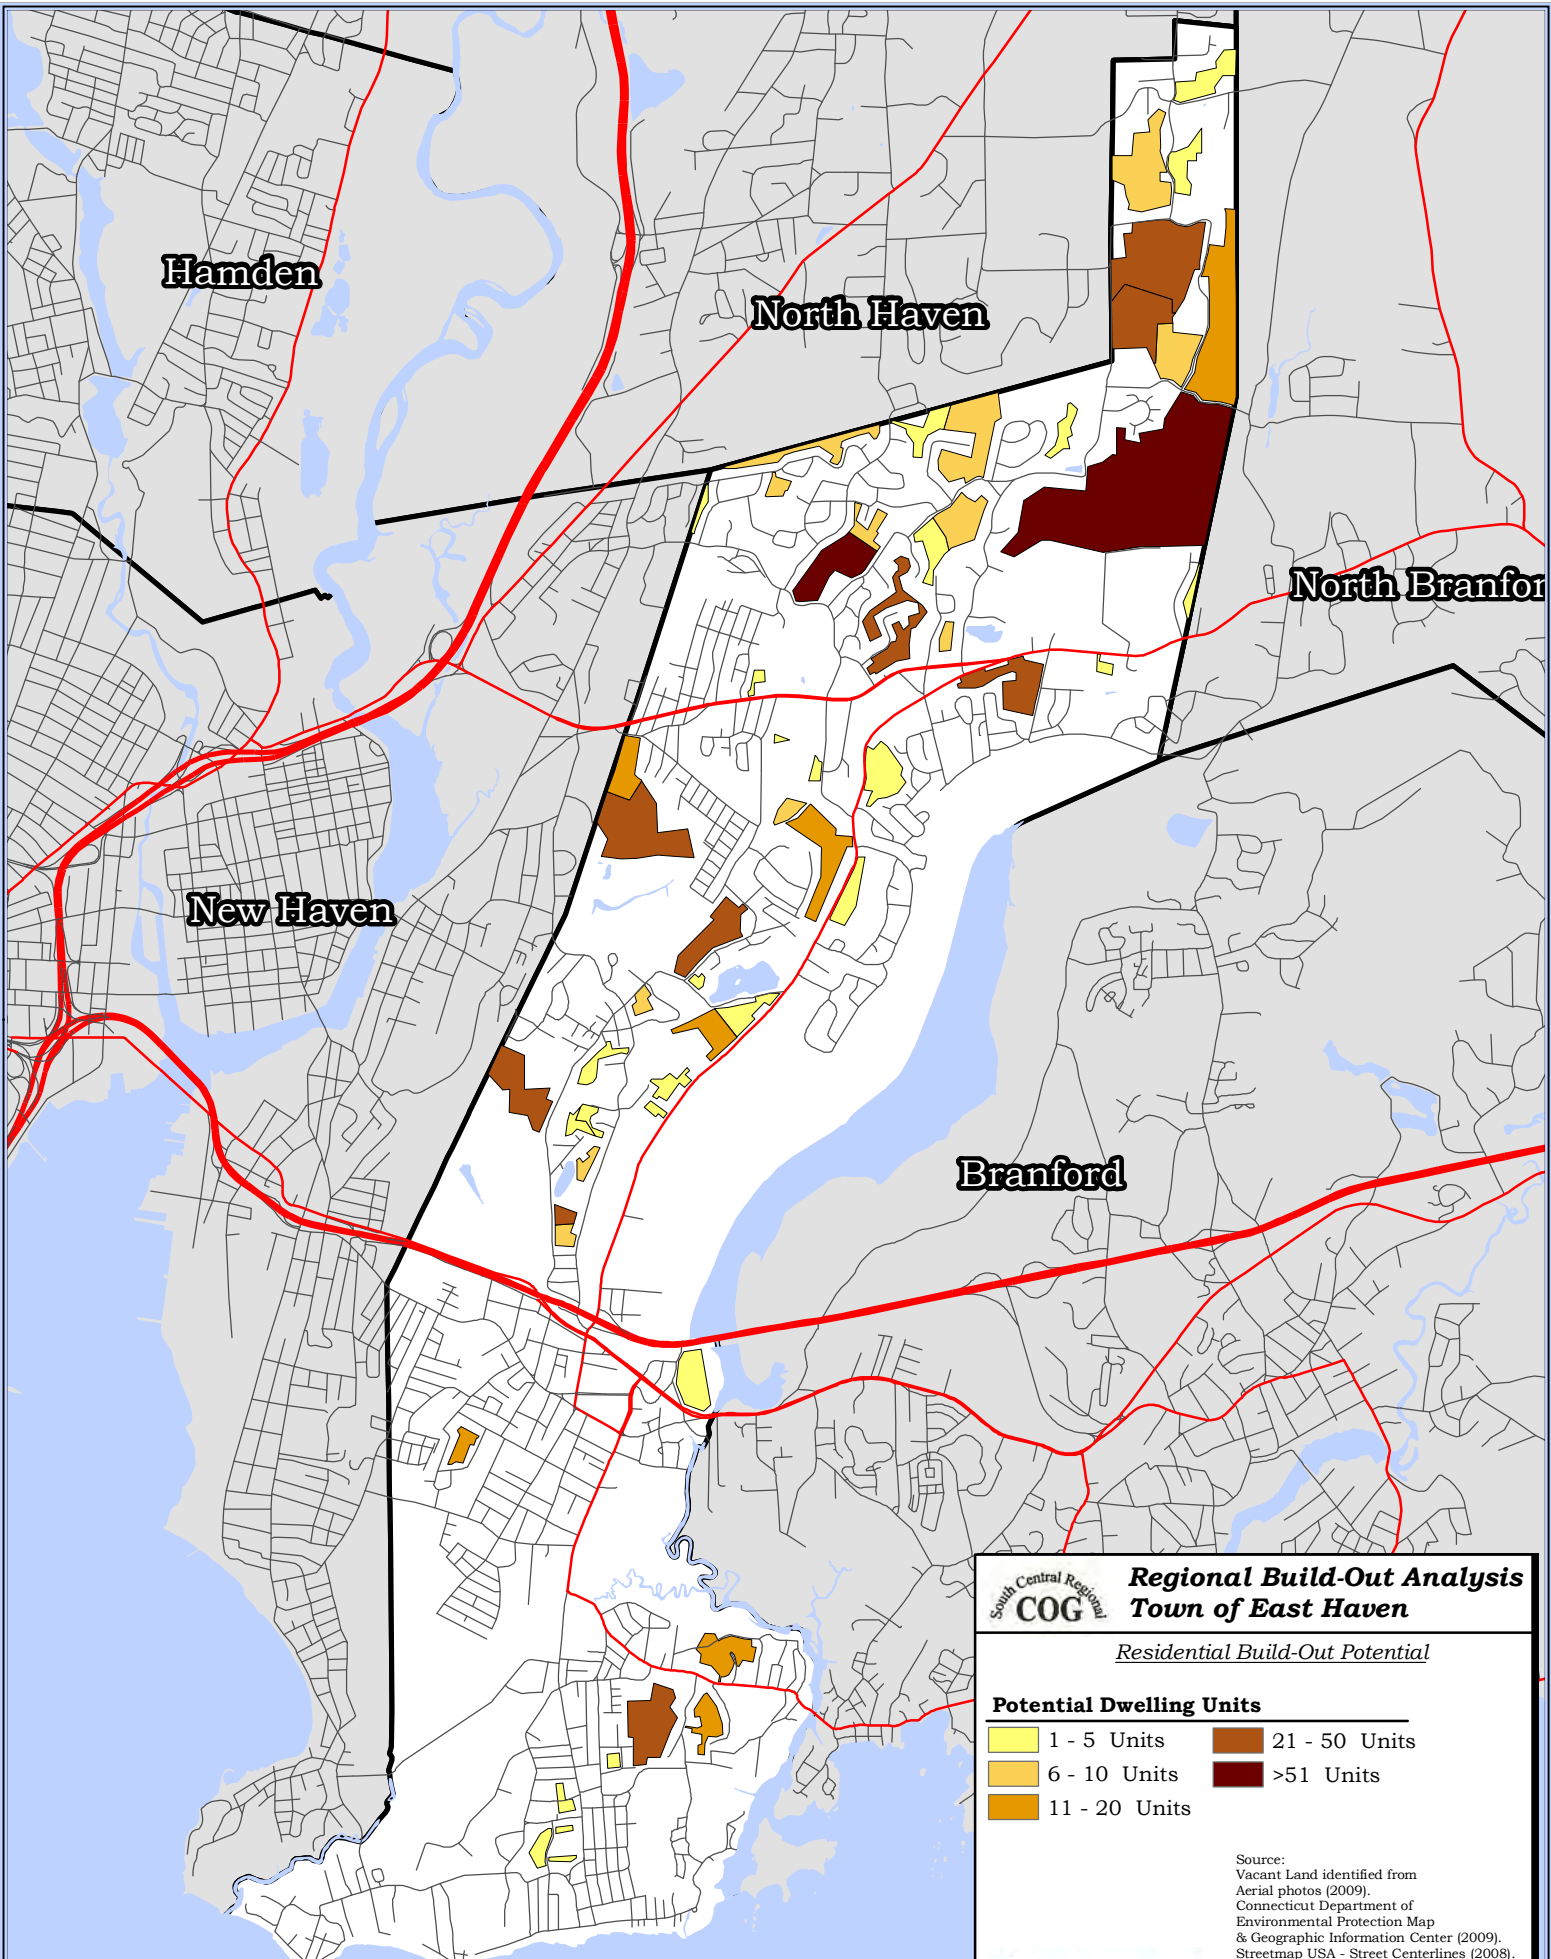 Hamden
North Haven
North Branfor
New Haven
Branford
South Central Regional
COG
Regional Build-Out Analysis
Town of East Haven
Residential Build-Out Potential
Potential Dwelling Units
1 - 5 Units
21 - 50 Units
6 - 10 Units
>51 Units
11 - 20 Units
Source:
Vacant Land identified from
Aerial photos (2009).
Connecticut Department of
Environmental Protection Map
& Geographic Information Center (2009).
Streetmap USA - Street Centerlines (2008).